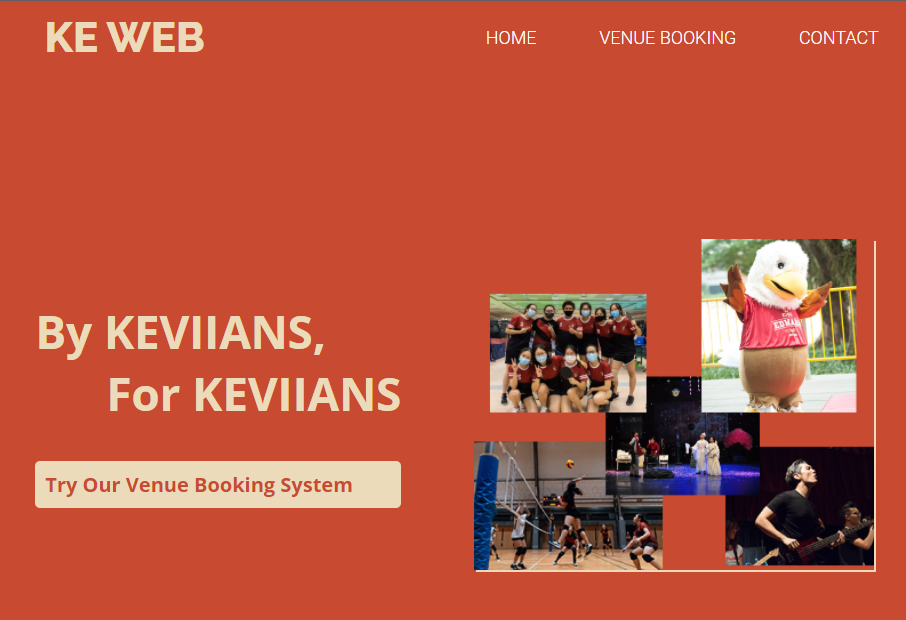 KE WEB
HOME
VENUE BOOKING
CONTACT
By KEVIIANS,
For KEVIIANS
Try Our Venue Booking System